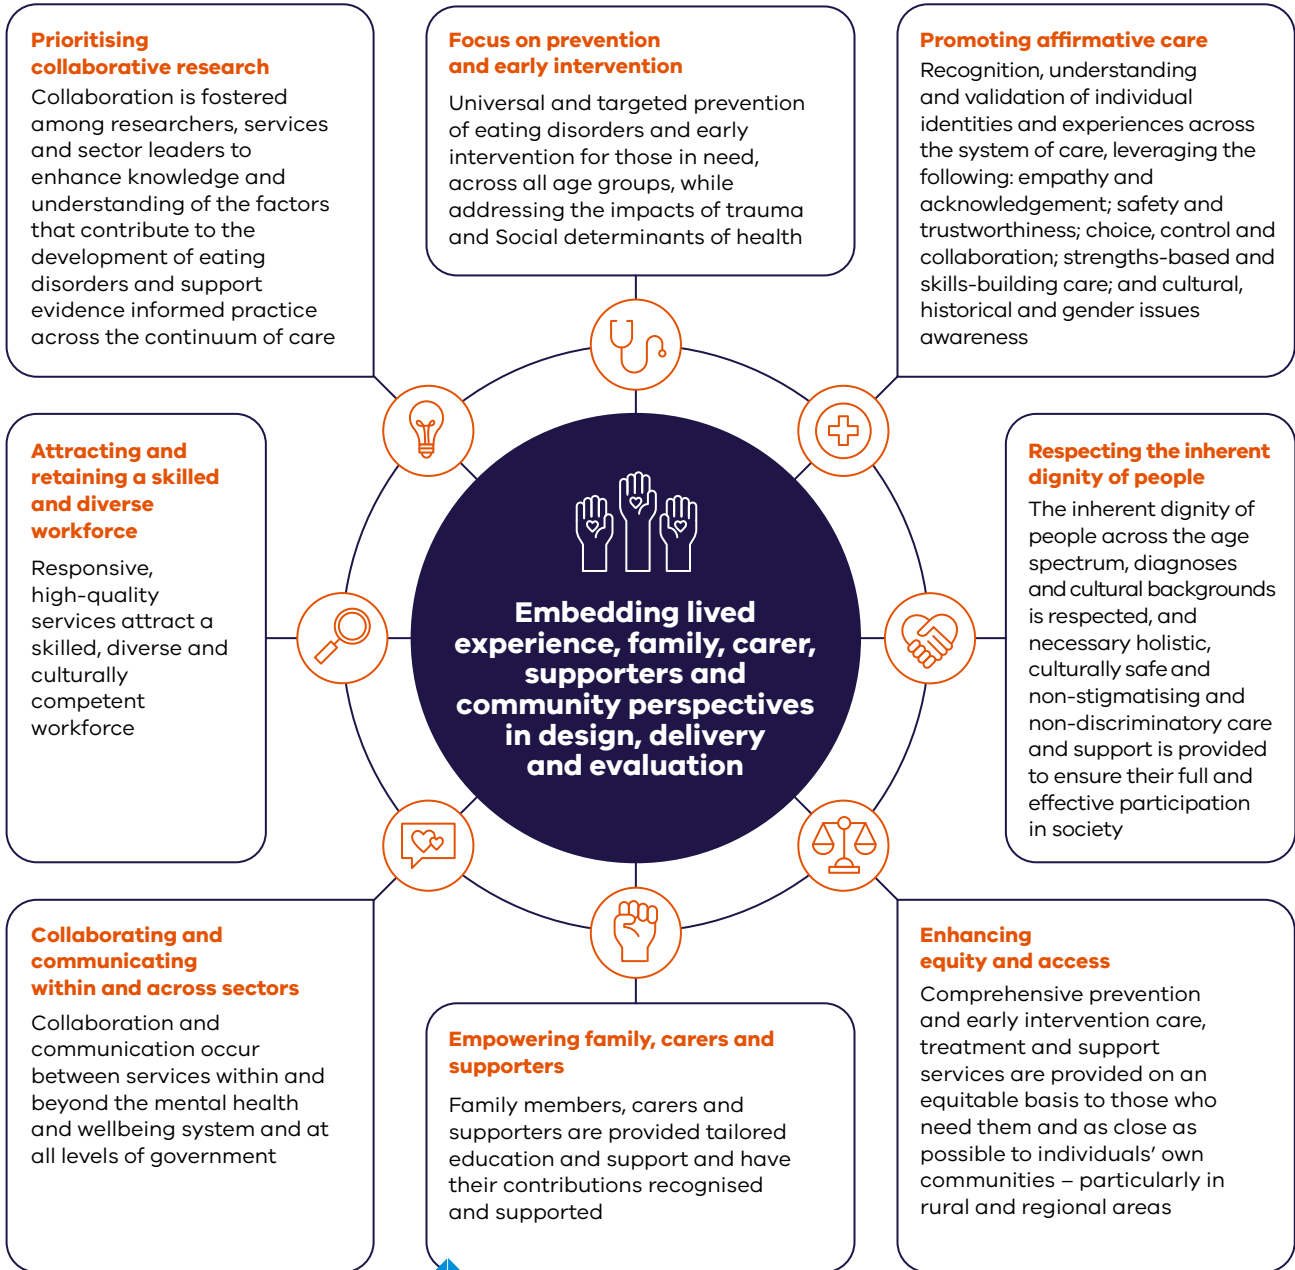 Prioritising
collaborative research
Collaboration is fostered
among researchers, services
and sector leaders to
enhance knowledge and
understanding of the factors
that contribute to the
development of eating
disorders and support
evidence informed practice
across the continuum of care
Focus on prevention
and early intervention
Universal and targeted prevention
of eating disorders and early
intervention for those in need,
across all age groups, while
addressing the impacts of trauma
and Social determinants of health
Promoting affirmative care
Recognition, understanding
and validation of individual
identities and experiences across
the system of care, leveraging the
following: empathy and
acknowledgement; safety and
trustworthiness; choice, control and
collaboration; strengths-based and
skills-building care; and cultural,
historical and gender issues
awareness
Attracting and
retaining a skilled
and diverse
workforce
Responsive,
high-quality
services attract a
skilled, diverse and
culturally
competent
workforce
Embedding lived
experience, family, carer,
supporters and
community perspectives
in design, delivery
and evaluation
Respecting the inherent
dignity of people
The inherent dignity of
people across the age
spectrum, diagnoses
and cultural backgrounds
is respected, and
necessary holistic,
culturally safe and
non-stigmatising and
non-discriminatory care
and support is provided
to ensure their full and
effective participation
in society
Collaborating and
communicating
within and across sectors
Collaboration and
communication occur
between services within and
beyond the mental health
and wellbeing system and at
all levels of government
Empowering family, carers and
supporters
Family members, carers and
supporters are provided tailored
education and support and have
their contributions recognised
and supported
Enhancing
equity and access
Comprehensive prevention
and early intervention care,
treatment and support
services are provided on an
equitable basis to those who
need them and as close as
possible to individuals’ own
communities – particularly in
rural and regional areas